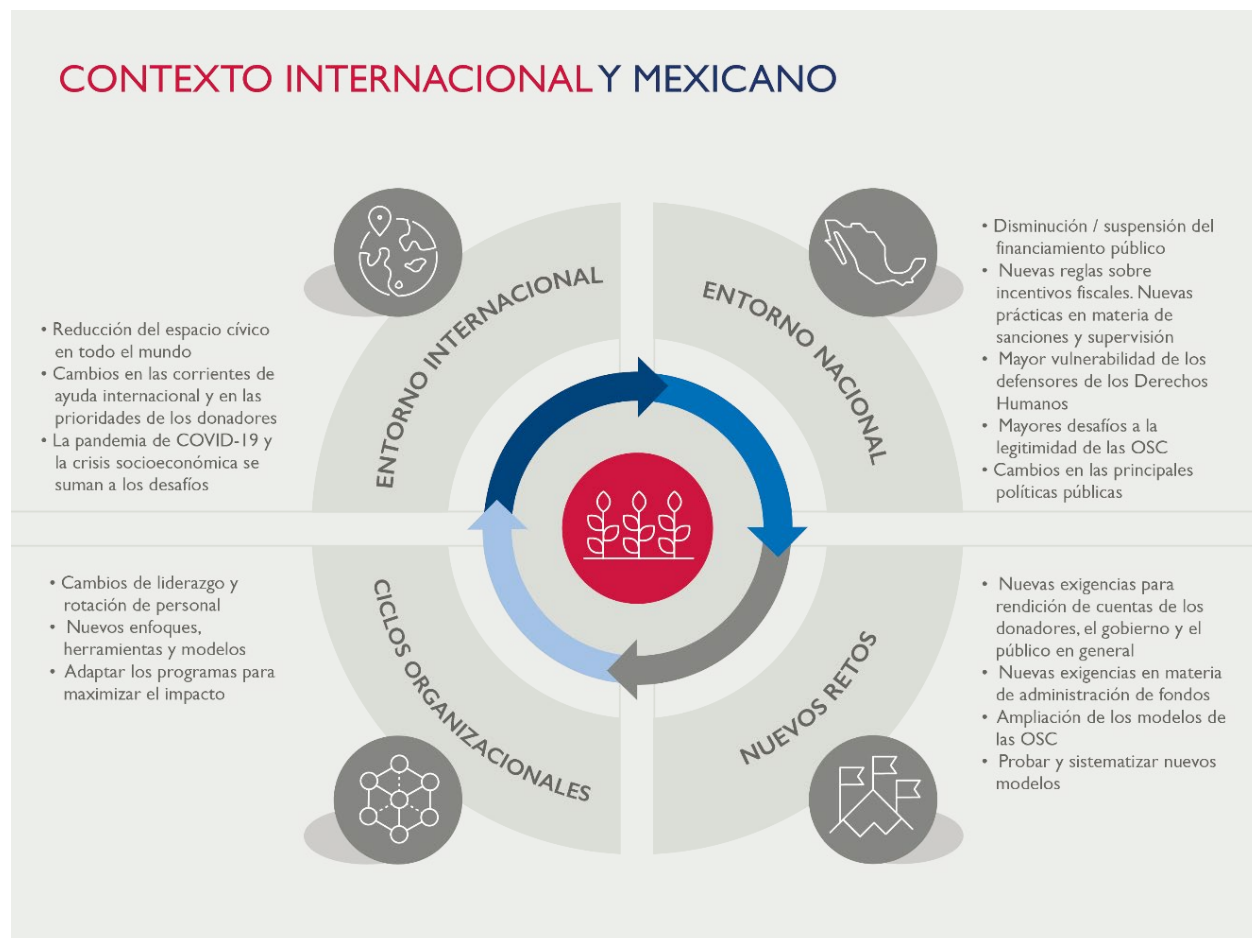 CONTEXTO INTERNACIONAL Y MEXICANO
ENTORNO INTERNACIONAL
• Reducción del espacio cívico
en todo el mundo
• Cambios en las corrientes de
ayuda internacional y en las
prioridades de los donadores
• La pandemia de COVID-19 y
la crisis socioeconómica se
suman a los desafíos
ENTORNO NACIONAL
• Disminución / suspensión del
financiamiento público
• Nuevas reglas sobre
incentivos fiscales. Nuevas
prácticas en materia de
sanciones y supervisión
• Mayor vulnerabilidad de los
defensores de los Derechos
Humanos
• Mayores desafíos a la
legitimidad de las OSC
• Cambios en las principales
políticas públicas
CICLOS ORGANIZACIONALES
• Cambios de liderazgo y
rotación de personal
• Nuevos enfoques,
herramientas y modelos
• Adaptar los programas para
maximizar el impacto
NUEVOS RETOS
• Nuevas exigencias para
rendición de cuentas de los
donadores, el gobierno y el
público en general
• Nuevas exigencias en materia
de administración de fondos
• Ampliación de los modelos de
las OSC
• Probar y sistematizar nuevos
modelos